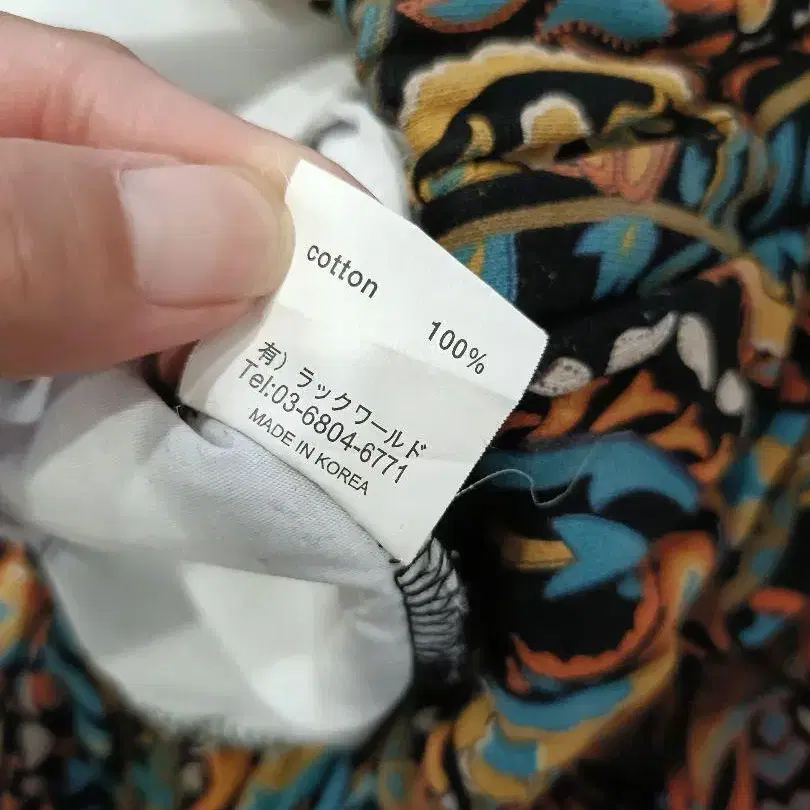 cotton
100%
有）ラックワールド
Tel:03-6804-6771
MADE IN KOREA